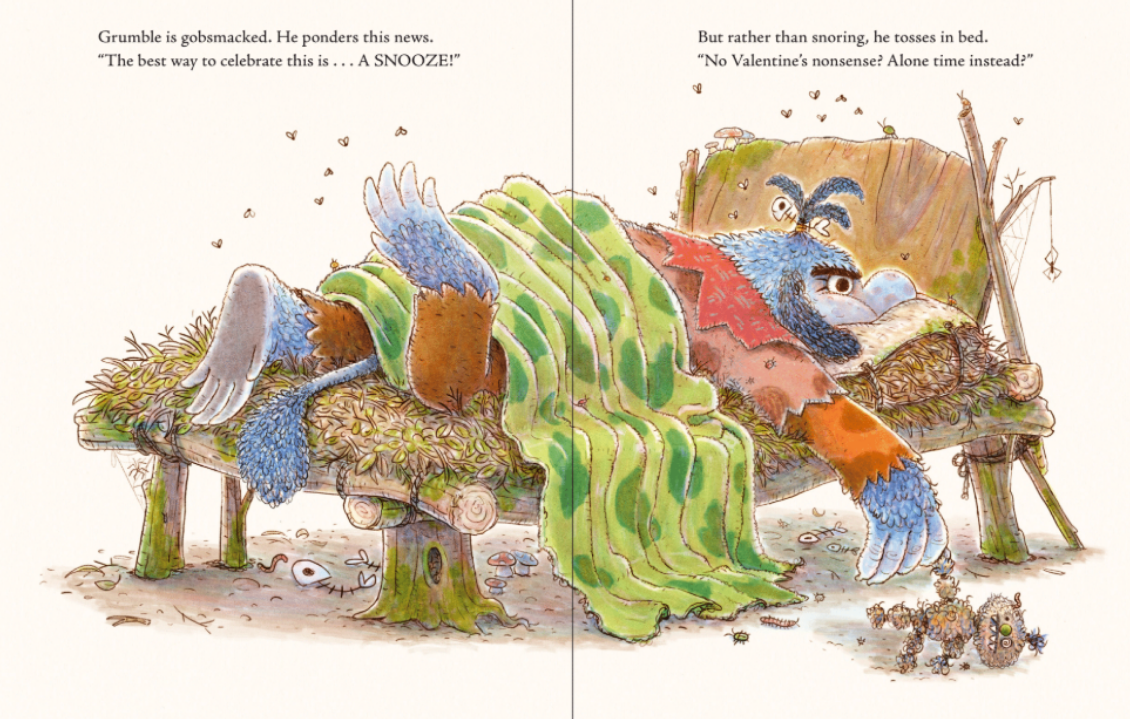 Grumble is gobsmacked. He ponders this news.
“The best way to celebrate this is . . . A SNOOZE!”
But rather than snoring, he tosses in bed.
“No Valentine’s nonsense? Alone time instead?”